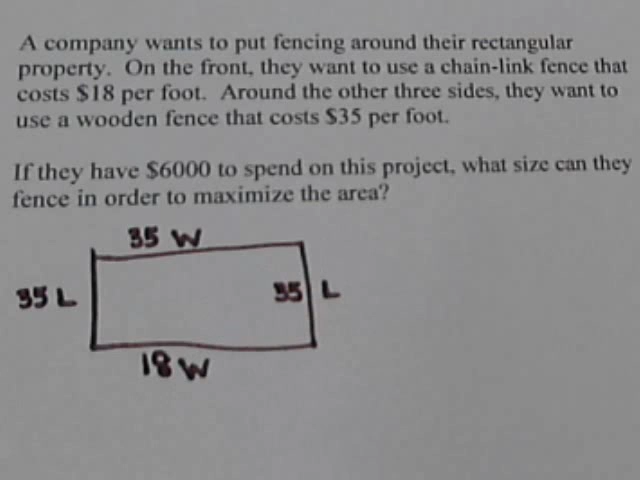 A company wants to put fencing around their rectangular
property. On the front, they want to use a chain-link fence that
costs $18 per foot. Around the other three sides, they want to
use a wooden fence that costs $35 per foot.
If they have $6000 to spend on this project, what size can they
fence in order to maximize the area?
35 W
35 L
35 L
18 W